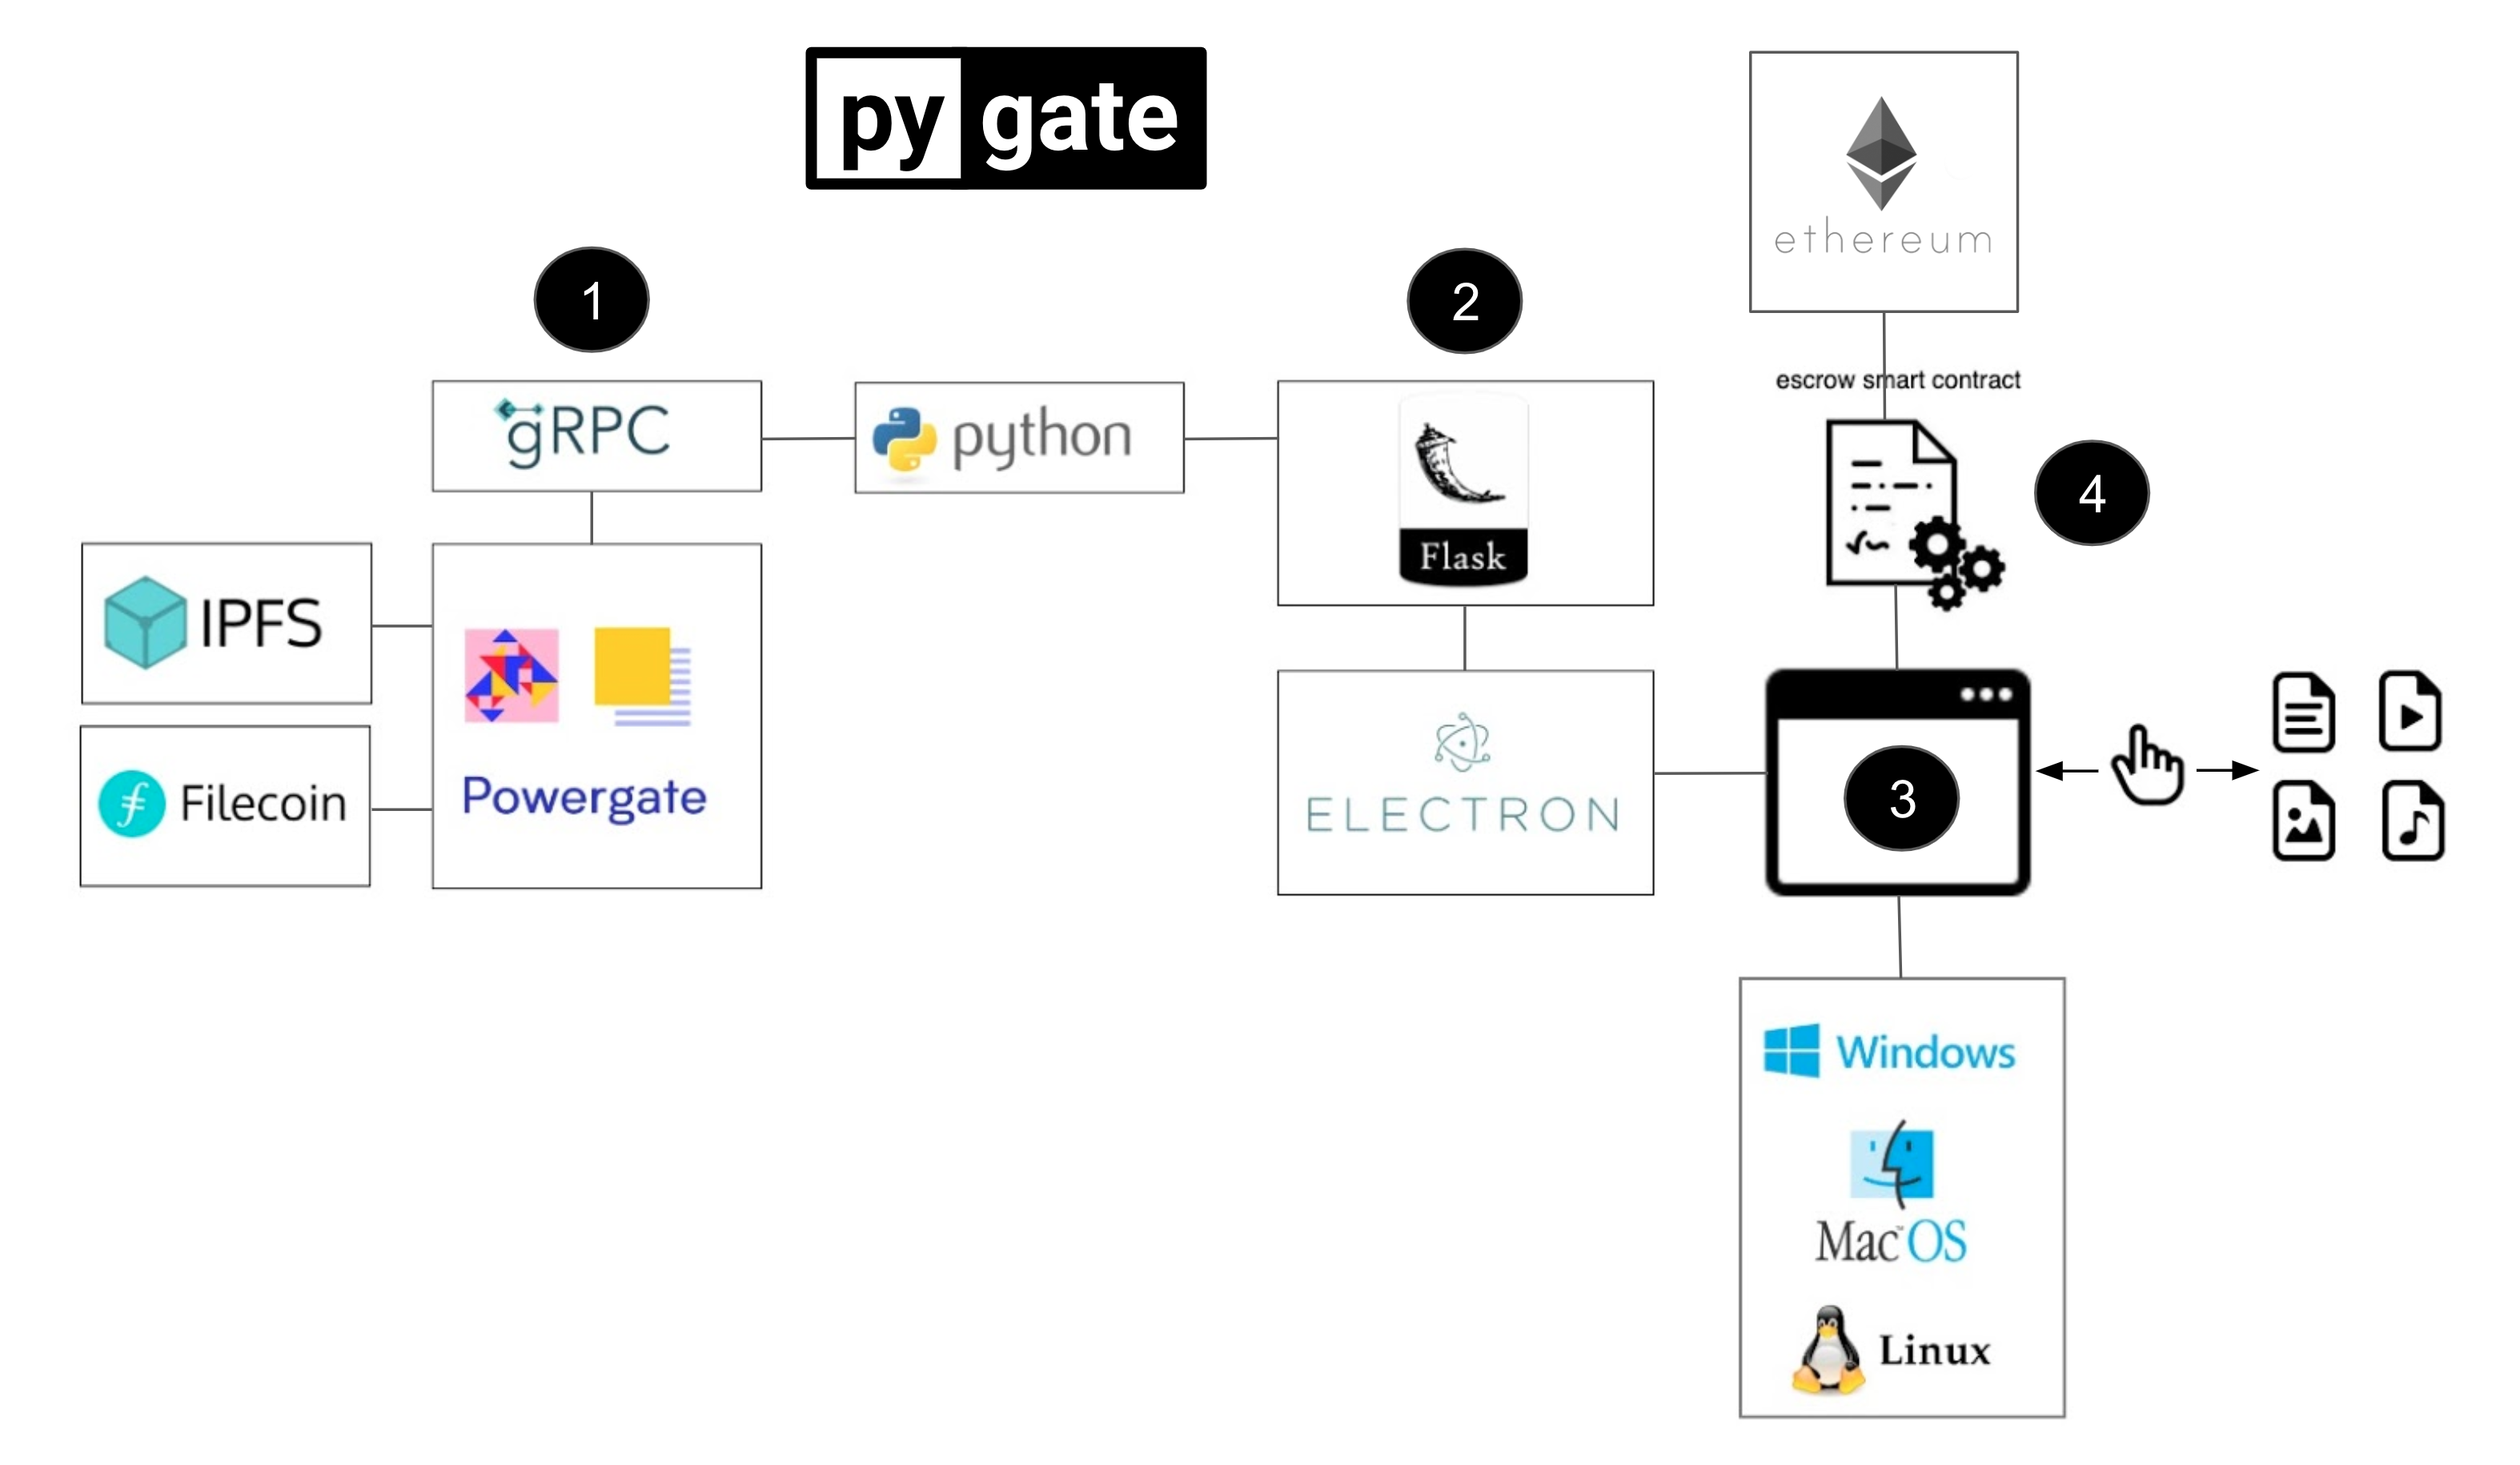 py gate
ethereum
1
2
escrow smart contract
gRPC
python
Flask
4
IPFS
Powergate
Filecoin
ELECTRON
3
Windows
Mac™OS
Linux